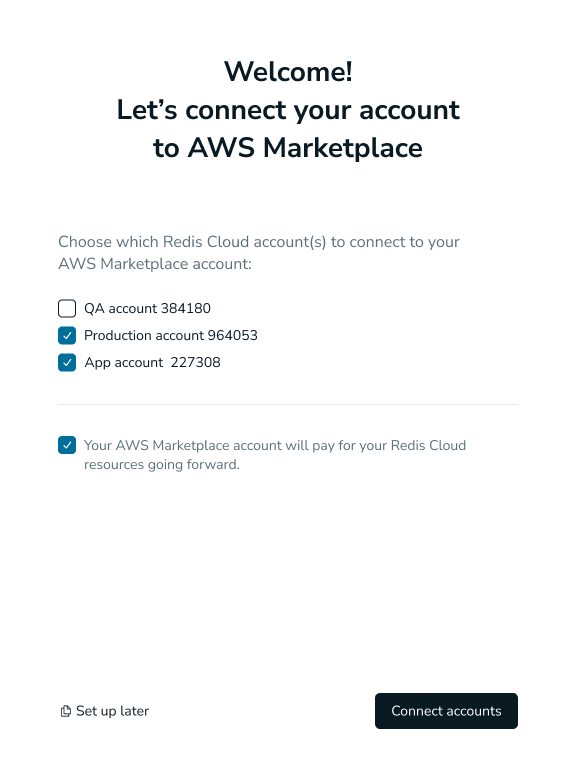 Welcome!
Let’s connect your account
to AWS Marketplace
Choose which Redis Cloud account(s) to connect to your
AWS Marketplace account:
QA account 384180
Production account 964053
App account  227308
Your AWS Marketplace account will pay for your Redis Cloud
resources going forward.
Set up later
Connect accounts